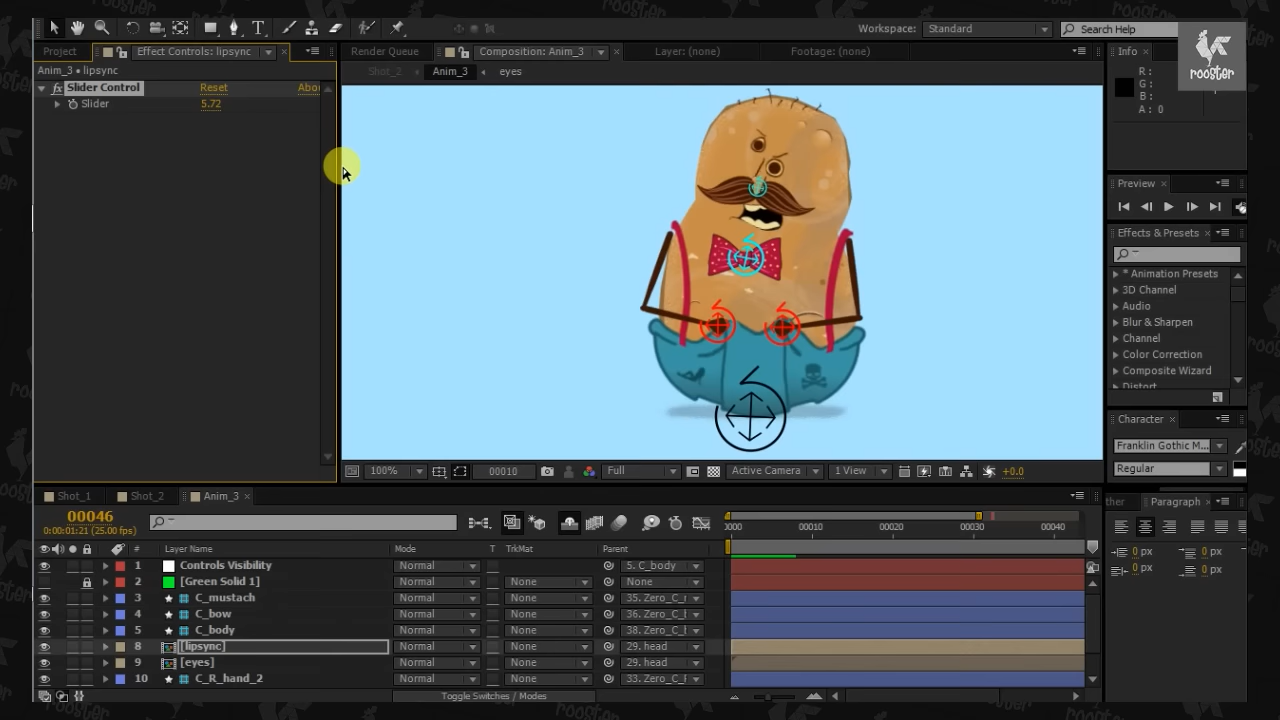 Workspace: Standard
Search Help
rooster
Project
Effect Controls: lipsync
Render Queue
Composition: Anim_3
Layer: (none)
Footage: (none)
Info
Anim_3 • lipsync
Shot_2
Anim_3
eyes
fx Slider Control Reset Abou
Slider 5.72
R :
G :
B :
A : 0
Preview
Effects & Presets
* Animation Presets
3D Channel
Audio
Blur & Sharpen
Channel
Color Correction
Composite Wizard
Distort
Character
Franklin Gothic M...
Regular
100%
00010
Full
Active Camera
1 View
+0.0
Shot_1
Shot_2
Anim_3
ther
Paragraph
00046
0:00:01:21 (25.00 fps)
0000 00010 00020 00030 00040
0 px 0 px
0 px 0 px
# Layer Name Mode T TrkMat Parent
1 Controls Visibility Normal 5. C_body
2 [Green Solid 1] Normal None None
3 C_mustach Normal None 35. Zero_C_r
4 C_bow Normal None 36. Zero_C_
5 C_body Normal None 38. Zero_C_
8 [lipsync] Normal None 29. head
9 [eyes] Normal None 29. head
10 C_R_hand_2 Normal None 33. Zero_C_
Toggle Switches / Modes